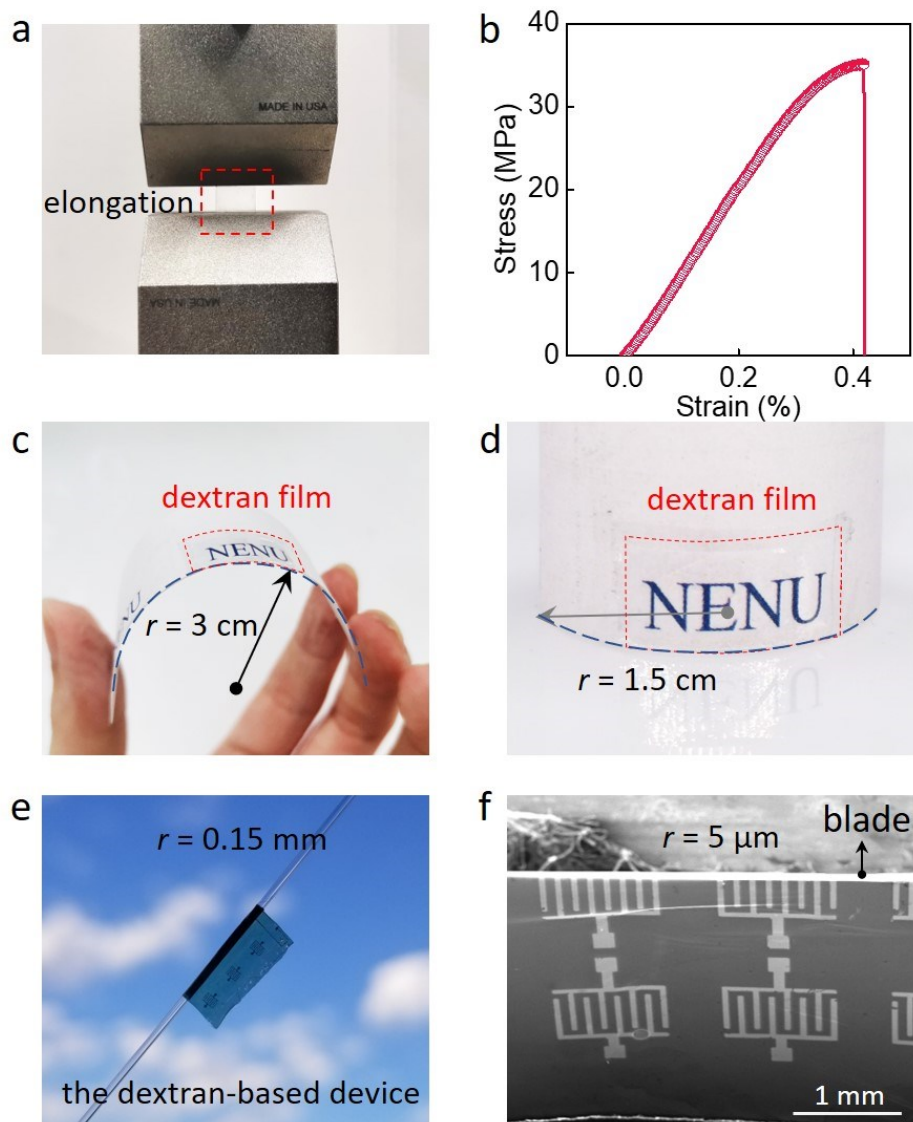 a
MADE IN USA
elongation
MADE IN USA
b
40
30
20
10
0
Stress (MPa)
0.0 0.2 0.4
Strain (%)
c
dextran film
NENU
NU
r = 3 cm
d
dextran film
NENU
r = 1.5 cm
e
r = 0.15 mm
the dextran-based device
f
r = 5 μm
blade
1 mm